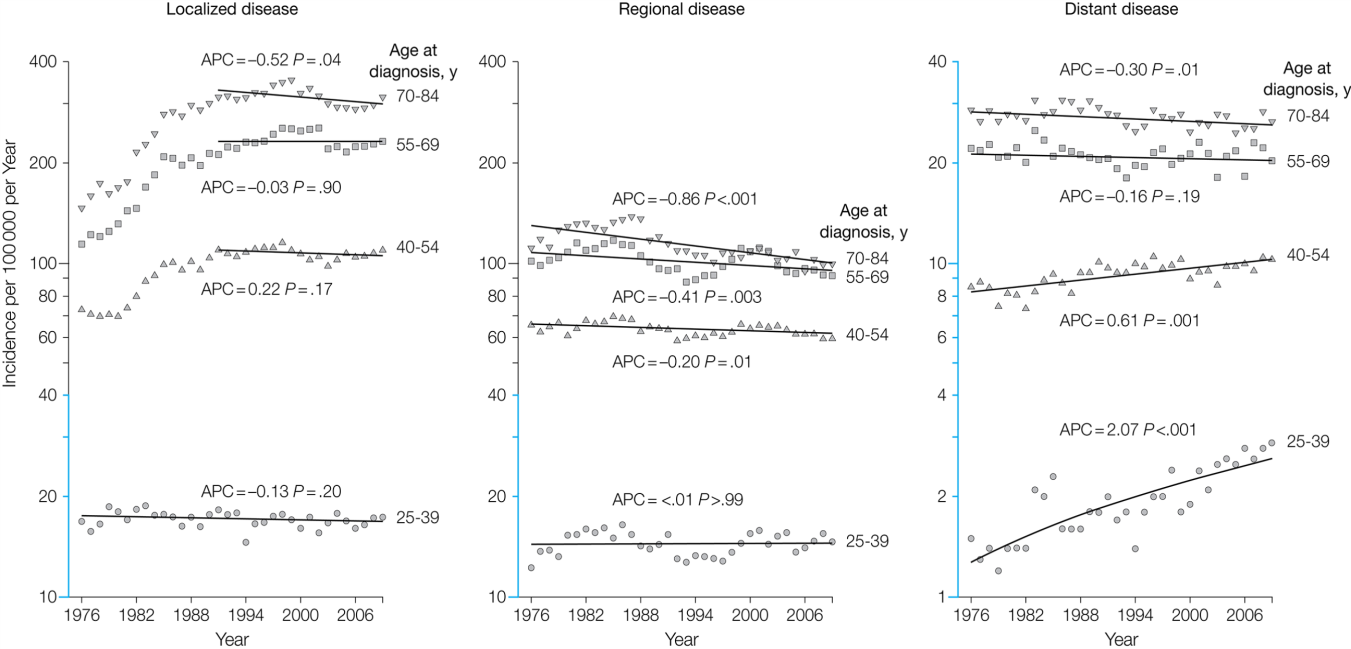 Localized disease
Incidence per 100 000 per Year
400
200
100
80
60
40
20
10
APC=–0.52 P=.04
Age at
diagnosis, y
70-84
55-69
APC=–0.03 P=.90
40-54
APC=0.22 P=.17
APC=–0.13 P=.20
25-39
1976 1982 1988 1994 2000 2006
Year
Regional disease
400
200
100
80
60
40
20
10
APC=–0.86 P<.001
Age at
diagnosis, y
70-84
55-69
APC=–0.41 P=.003
40-54
APC=–0.20 P=.01
APC=<.01 P>.99
25-39
1976 1982 1988 1994 2000 2006
Year
Distant disease
40
20
10
8
6
4
2
1
APC=–0.30 P=.01
Age at
diagnosis, y
70-84
55-69
APC=–0.16 P=.19
40-54
APC=0.61 P=.001
APC=2.07 P<.001
25-39
1976 1982 1988 1994 2000 2006
Year